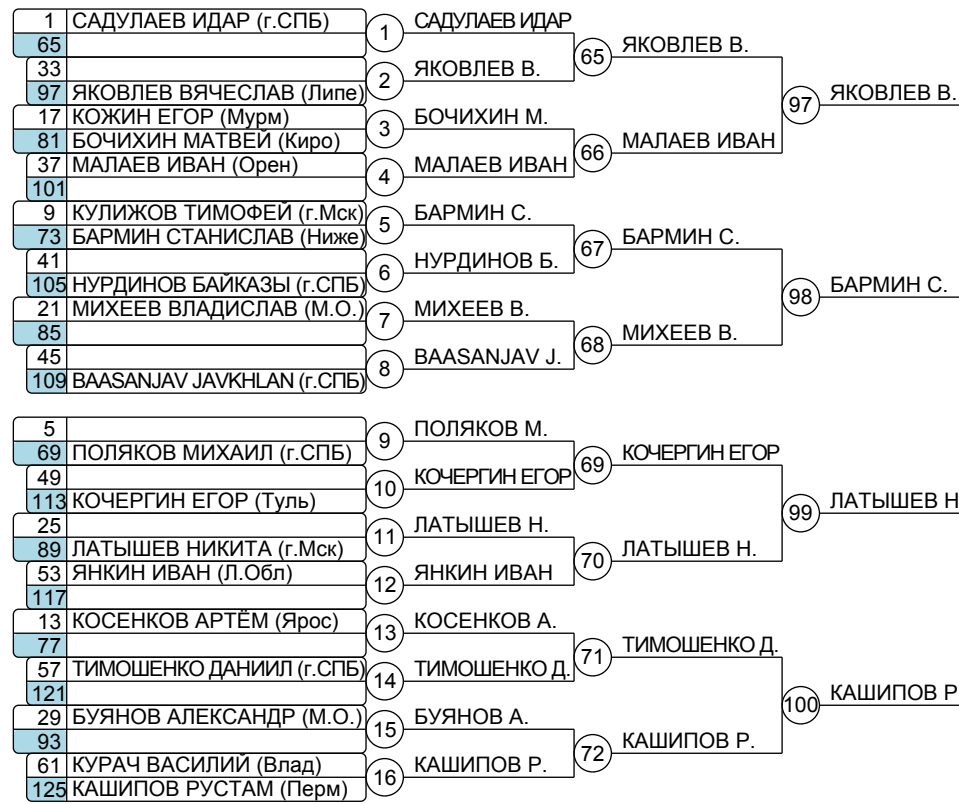 1 САДУЛАЕВ ИДАР (г.СПБ)
65
1
САДУЛАЕВ ИДАР
33
97 ЯКОВЛЕВ ВЯЧЕСЛАВ (Липе)
2
ЯКОВЛЕВ В.
65
ЯКОВЛЕВ В.
17 КОЖИН ЕГОР (Мурм)
81 БОЧИХИН МАТВЕЙ (Киро)
3
БОЧИХИН М.
37 МАЛАЕВ ИВАН (Орен)
101
4
МАЛАЕВ ИВАН
66
МАЛАЕВ ИВАН
97
ЯКОВЛЕВ В.
9 КУЛИЖОВ ТИМОФЕЙ (г.Мск)
73 БАРМИН СТАНИСЛАВ (Ниже)
5
БАРМИН С.
41
105 НУРДИНОВ БАЙКАЗЫ (г.СПБ)
6
НУРДИНОВ Б.
67
БАРМИН С.
21 МИХЕЕВ ВЛАДИСЛАВ (М.О.)
85
7
МИХЕЕВ В.
45
109 BAASANJAV JAVKHLAN (г.СПБ)
8
BAASANJAV J.
68
МИХЕЕВ В.
98
БАРМИН С.
5
69 ПОЛЯКОВ МИХАИЛ (г.СПБ)
9
ПОЛЯКОВ М.
49
113 КОЧЕРГИН ЕГОР (Туль)
10
КОЧЕРГИН ЕГОР
69
КОЧЕРГИН ЕГОР
25
89 ЛАТЫШЕВ НИКИТА (г.Мск)
11
ЛАТЫШЕВ Н.
53 ЯНКИН ИВАН (Л.Обл)
117
12
ЯНКИН ИВАН
70
ЛАТЫШЕВ Н.
99
ЛАТЫШЕВ Н
13 КОСЕНКОВ АРТЁМ (Ярос)
77
13
КОСЕНКОВ А.
57 ТИМОШЕНКО ДАНИИЛ (г.СПБ)
121
14
ТИМОШЕНКО Д.
71
ТИМОШЕНКО Д.
29 БУЯНОВ АЛЕКСАНДР (М.О.)
93
15
БУЯНОВ А.
61 КУРАЧ ВАСИЛИЙ (Влад)
125 КАШИПОВ РУСТАМ (Перм)
16
КАШИПОВ Р.
72
КАШИПОВ Р.
100
КАШИПОВ Р